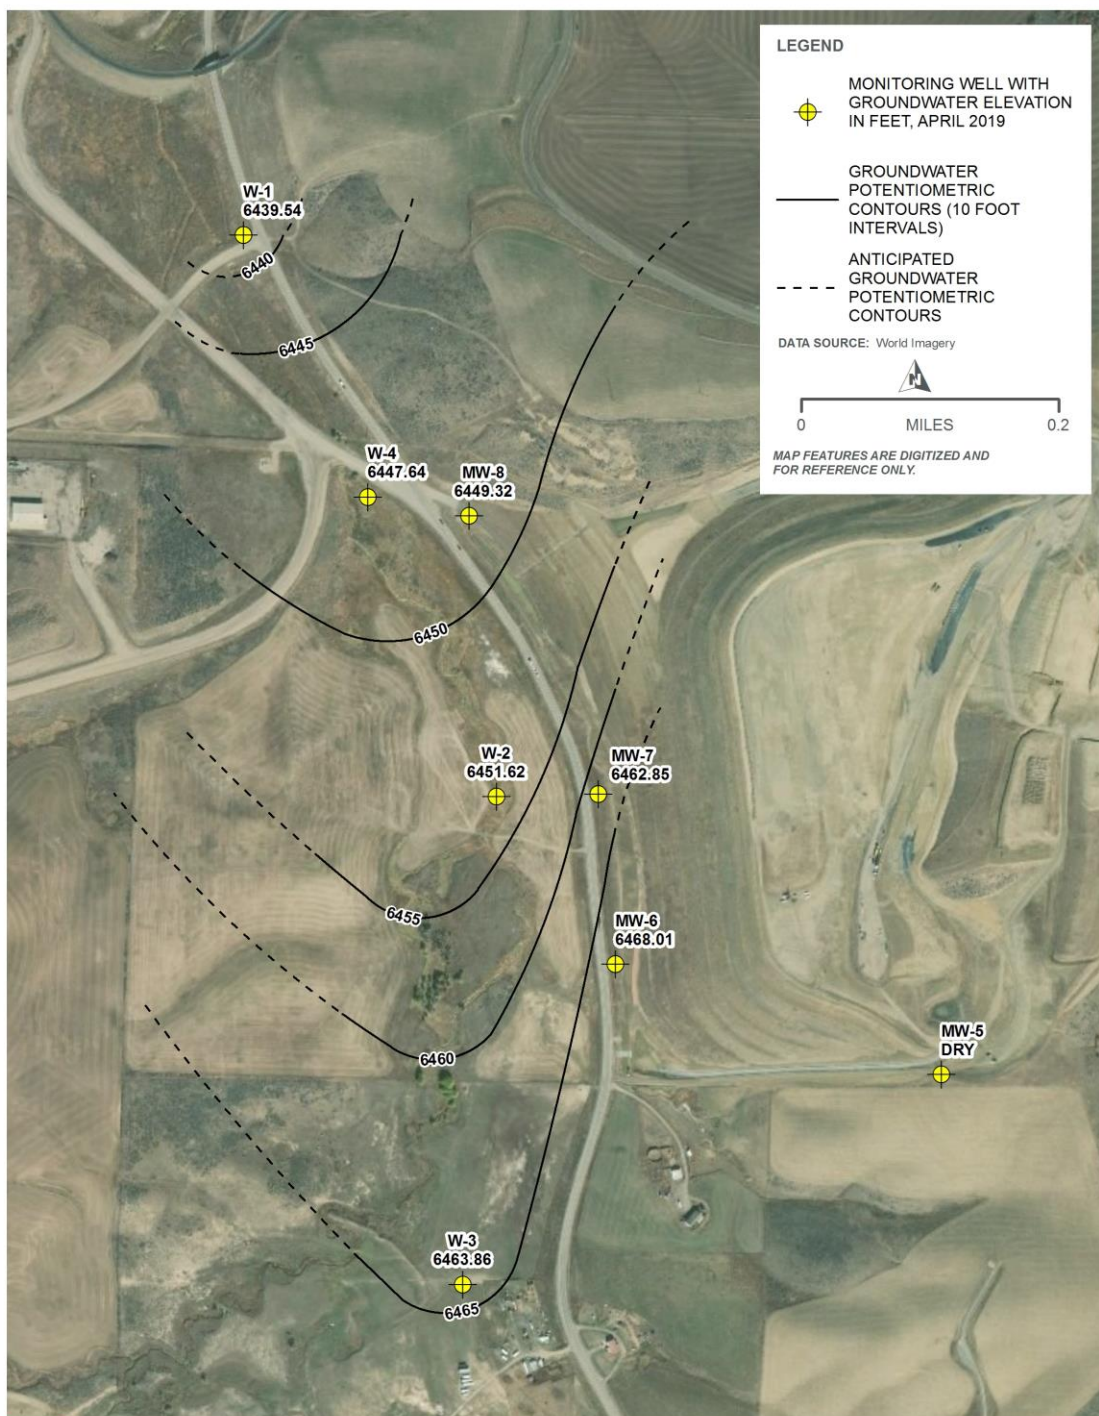 LEGEND
MONITORING WELL WITH
GROUNDWATER ELEVATION
IN FEET, APRIL 2019
GROUNDWATER
POTENTIOMETRIC
CONTOURS (10 FOOT
INTERVALS)
ANTICIPATED
GROUNDWATER
POTENTIOMETRIC
CONTOURS
DATA SOURCE: World Imagery
N
0 MILES 0.2
MAP FEATURES ARE DIGITIZED AND
FOR REFERENCE ONLY.
W-1
6439.54
6440
6445
W-4
6447.64
MW-8
6449.32
6450
W-2
6451.62
MW-7
6462.85
6455
MW-6
6468.01
6460
MW-5
DRY
W-3
6463.86
6465